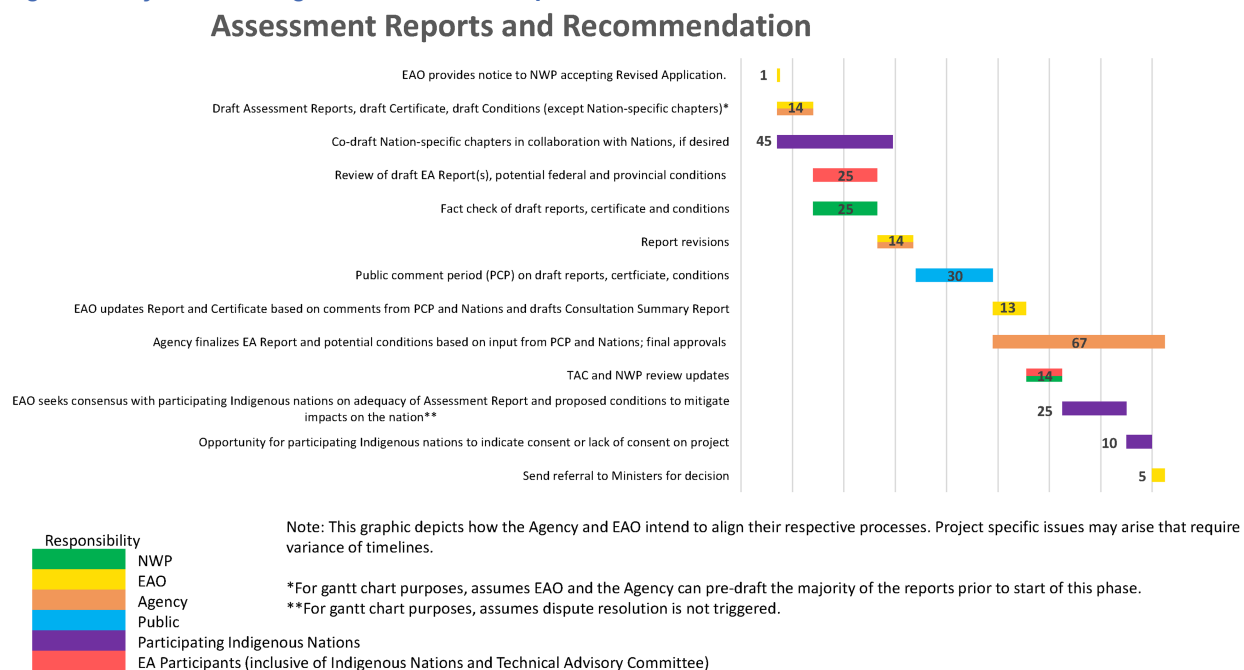 Assessment Reports and Recommendation
EAO provides notice to NWP accepting Revised Application.
1
Draft Assessment Reports, draft Certificate, draft Conditions (except Nation-specific chapters)*
14
Co-draft Nation-specific chapters in collaboration with Nations, if desired
45
Review of draft EA Report(s), potential federal and provincial conditions
25
Fact check of draft reports, certificate and conditions
25
Report revisions
14
Public comment period (PCP) on draft reports, certficiate, conditions
30
EAO updates Report and Certificate based on comments from PCP and Nations and drafts Consultation Summary Report
13
Agency finalizes EA Report and potential conditions based on input from PCP and Nations; final approvals
67
TAC and NWP review updates
14
EAO seeks consensus with participating Indigenous nations on adequacy of Assessment Report and proposed conditions to mitigate
impacts on the nation**
25
Opportunity for participating Indigenous nations to indicate consent or lack of consent on project
10
Send referral to Ministers for decision
5
Note: This graphic depicts how the Agency and EAO intend to align their respective processes. Project specific issues may arise that require
variance of timelines.
*For gantt chart purposes, assumes EAO and the Agency can pre-draft the majority of the reports prior to start of this phase.
**For gantt chart purposes, assumes dispute resolution is not triggered.
Responsibility
NWP
EAO
Agency
Public
Participating Indigenous Nations
EA Participants (inclusive of Indigenous Nations and Technical Advisory Committee)